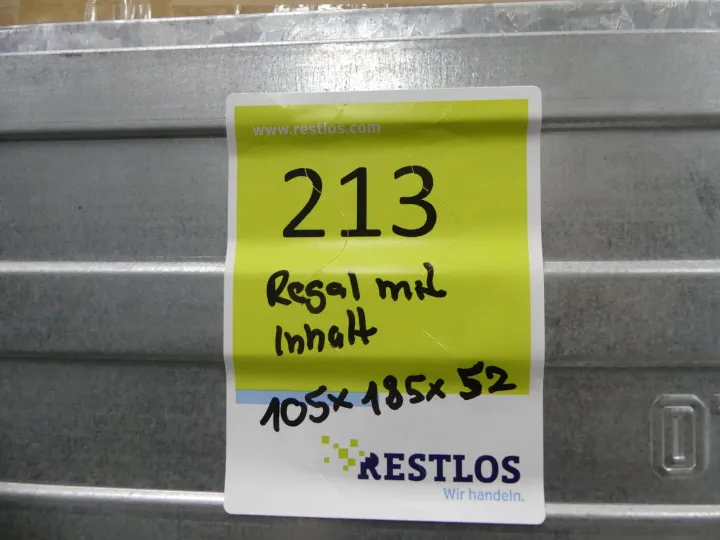 www.restlos.com
213
Regal mit
Inhalt
105x185x52
RESTLOS
Wir handeln.